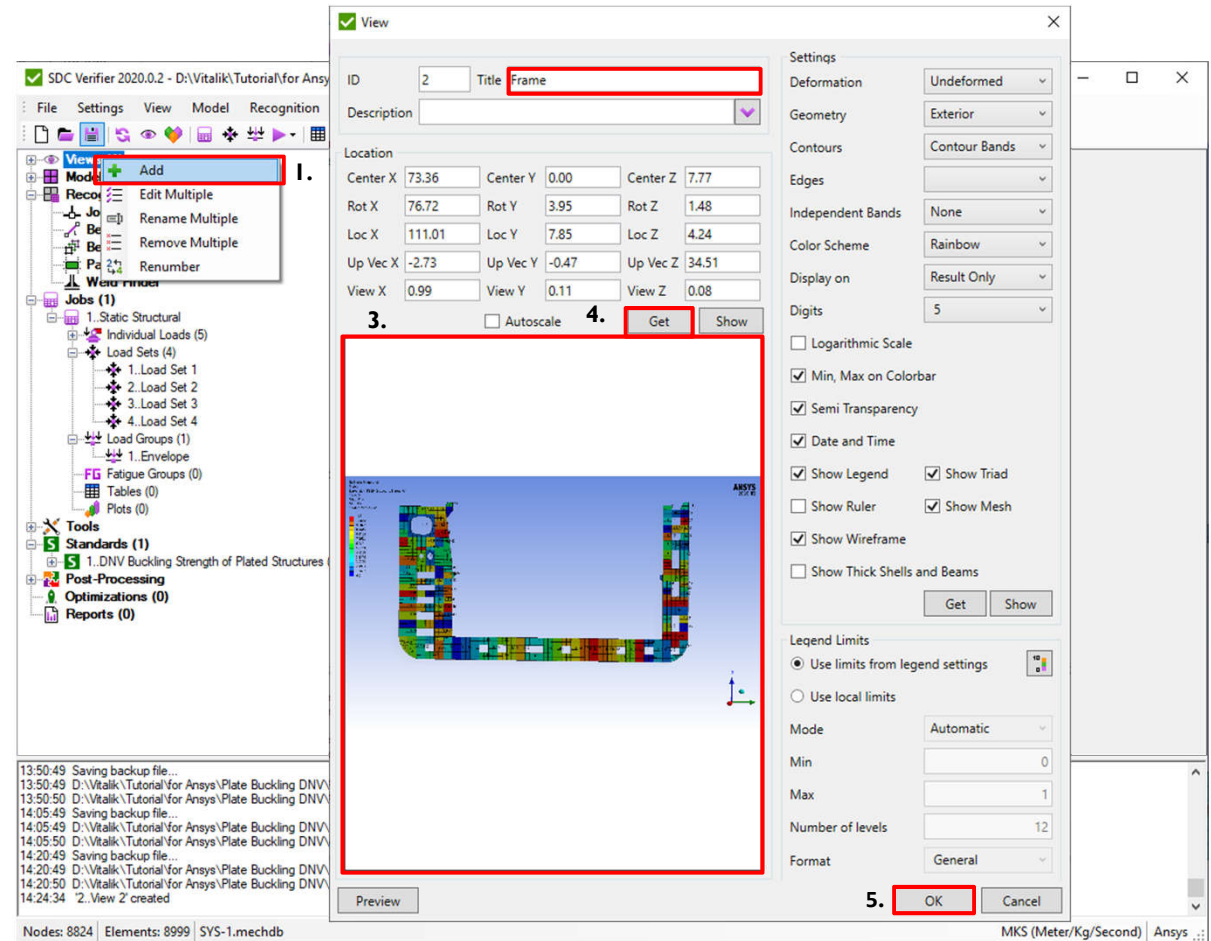 View
ID 2 Title Frame
Description
Location
Center X 73.36 Center Y 0.00 Center Z 7.77
Rot X 76.72 Rot Y 3.95 Rot Z 1.48
Loc X 111.01 Loc Y 7.85 Loc Z 4.24
Up Vec X -2.73 Up Vec Y -0.47 Up Vec Z 34.51
View X 0.99 View Y 0.11 View Z 0.08
3. Autoscale 4. Get Show
ANSYS
Preview
Settings
Deformation Undeformed
Geometry Exterior
Contours Contour Bands
Edges
Independent Bands None
Color Scheme Rainbow
Display on Result Only
Digits 5
Logarithmic Scale
Min, Max on Colorbar
Semi Transparency
Date and Time
Show Legend Show Triad
Show Ruler Show Mesh
Show Wireframe
Show Thick Shells and Beams
Get Show
Legend Limits
Use limits from legend settings
Use local limits
Mode Automatic
Min 0
Max 1
Number of levels 12
Format General
5. OK Cancel
SDC Verifier 2020.0.2 - D:\Vitalik\Tutorial\for Ansy
File Settings View Model Recognition
View
Add 1.
Edit Multiple
Rename Multiple
Remove Multiple
Renumber
Mode
Reco
Jo
Be
Be
Pa
Weld Finder
Jobs (1)
1..Static Structural
Individual Loads (5)
Load Sets (4)
1..Load Set 1
2..Load Set 2
3..Load Set 3
4..Load Set 4
Load Groups (1)
1..Envelope
FG Fatigue Groups (0)
Tables (0)
Plots (0)
Tools
S Standards (1)
S 1..DNV Buckling Strength of Plated Structures (
Post-Processing
Optimizations (0)
Reports (0)
13:50:49 Saving backup file...
13:50:49 D:\Vitalik\Tutorial\for Ansys\Plate Buckling DNV\
13:50:50 D:\Vitalik\Tutorial\for Ansys\Plate Buckling DNV\
14:05:49 Saving backup file...
14:05:49 D:\Vitalik\Tutorial\for Ansys\Plate Buckling DNV\
14:05:50 D:\Vitalik\Tutorial\for Ansys\Plate Buckling DNV\
14:20:49 Saving backup file...
14:20:49 D:\Vitalik\Tutorial\for Ansys\Plate Buckling DNV\
14:20:50 D:\Vitalik\Tutorial\for Ansys\Plate Buckling DNV\
14:24:34 '2..View 2' created
Nodes: 8824 Elements: 8999 SYS-1.mechdb MKS (Meter/Kg/Second) Ansys